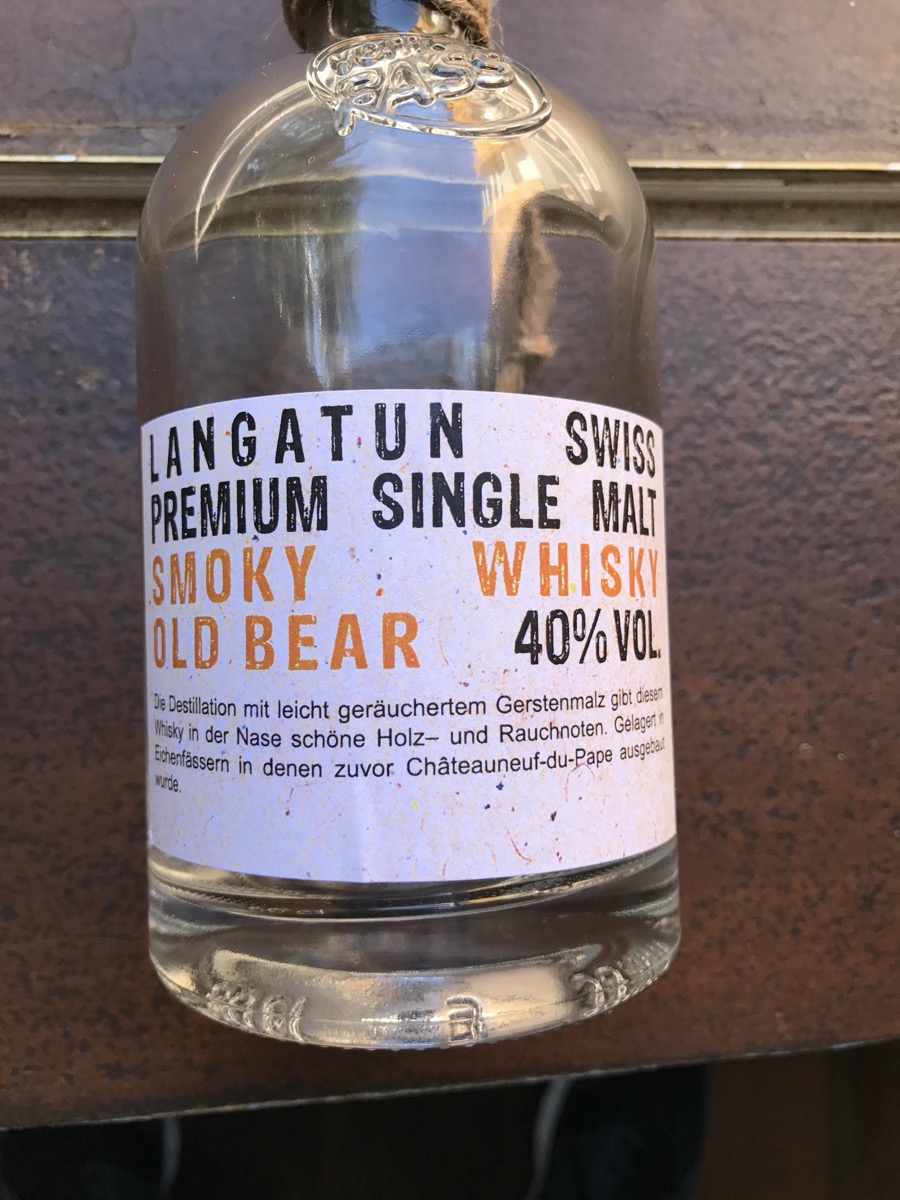 LANGATUN SWISS
PREMIUM SINGLE MALT
SMOKY WHISKY
OLD BEAR 40% VOL.
Die Destillation mit leicht geräuchertem Gerstenmalz gibt diesem
Whisky in der Nase schöne Holz– und Rauchnoten. Gelagert in
Eichenfässern in denen zuvor Châteauneuf-du-Pape ausgebaut
wurde.